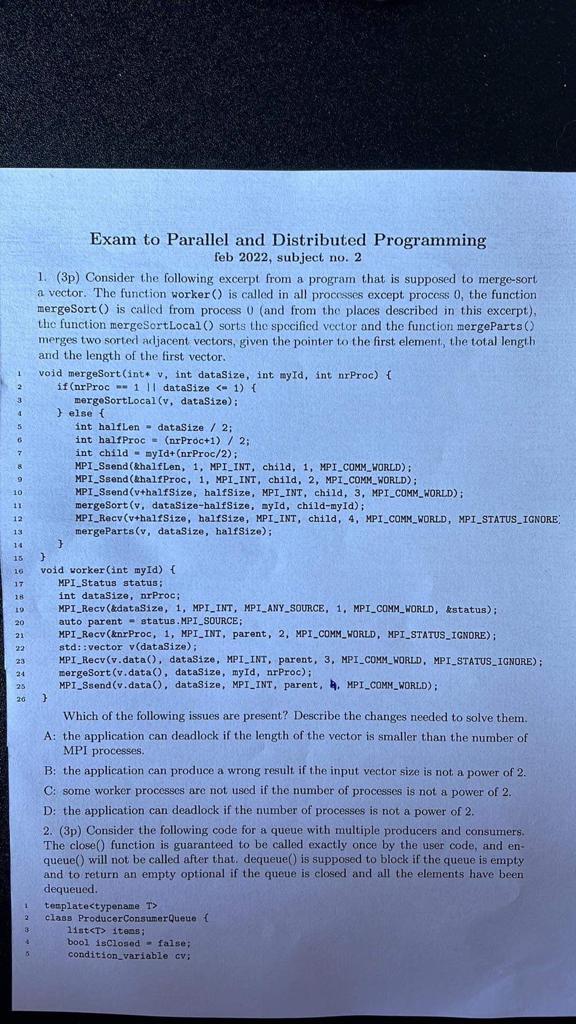 Exam to Parallel and Distributed Programming
feb 2022, subject no. 2
1. (3p) Consider the following excerpt from a program that is supposed to merge-sort
a vector. The function worker() is called in all processes except process 0, the function
mergeSort() is called from process 0 (and from the places described in this excerpt),
the function mergeSortLocal() sorts the specified vector and the function mergeParts()
merges two sorted adjacent vectors, given the pointer to the first element, the total length
and the length of the first vector.
1 void mergeSort(int* v, int dataSize, int myId, int nrProc) {
2 if(nrProc == 1 || dataSize <= 1) {
3 mergeSortLocal(v, dataSize);
4 } else {
5 int halfLen = dataSize / 2;
6 int halfProc = (nrProc+1) / 2;
7 int child = myId+(nrProc/2);
8 MPI_Ssend(&halfLen, 1, MPI_INT, child, 1, MPI_COMM_WORLD);
9 MPI_Ssend(&halfProc, 1, MPI_INT, child, 2, MPI_COMM_WORLD);
10 MPI_Ssend(v+halfSize, halfSize, MPI_INT, child, 3, MPI_COMM_WORLD);
11 mergeSort(v, dataSize-halfSize, myId, child-myId);
12 MPI_Recv(v+halfSize, halfSize, MPI_INT, child, 4, MPI_COMM_WORLD, MPI_STATUS_IGNORE)
13 mergeParts(v, dataSize, halfSize);
14 }
15 }
16 void worker(int myId) {
17 MPI_Status status;
18 int dataSize, nrProc;
19 MPI_Recv(&dataSize, 1, MPI_INT, MPI_ANY_SOURCE, 1, MPI_COMM_WORLD, &status);
20 auto parent = status.MPI_SOURCE;
21 MPI_Recv(&nrProc, 1, MPI_INT, parent, 2, MPI_COMM_WORLD, MPI_STATUS_IGNORE);
22 std::vector v(dataSize);
23 MPI_Recv(v.data(), dataSize, MPI_INT, parent, 3, MPI_COMM_WORLD, MPI_STATUS_IGNORE);
24 mergeSort(v.data(), dataSize, myId, nrProc);
25 MPI_Ssend(v.data(), dataSize, MPI_INT, parent, 4, MPI_COMM_WORLD);
26 }
Which of the following issues are present? Describe the changes needed to solve them.
A: the application can deadlock if the length of the vector is smaller than the number of
MPI processes.
B: the application can produce a wrong result if the input vector size is not a power of 2.
C: some worker processes are not used if the number of processes is not a power of 2.
D: the application can deadlock if the number of processes is not a power of 2.
2. (3p) Consider the following code for a queue with multiple producers and consumers.
The close() function is guaranteed to be called exactly once by the user code, and en-
queue() will not be called after that. dequeue() is supposed to block if the queue is empty
and to return an empty optional if the queue is closed and all the elements have been
dequeued.
1 template<typename T>
2 class ProducerConsumerQueue {
3 list<T> items;
4 bool isClosed = false;
5 condition_variable cv;